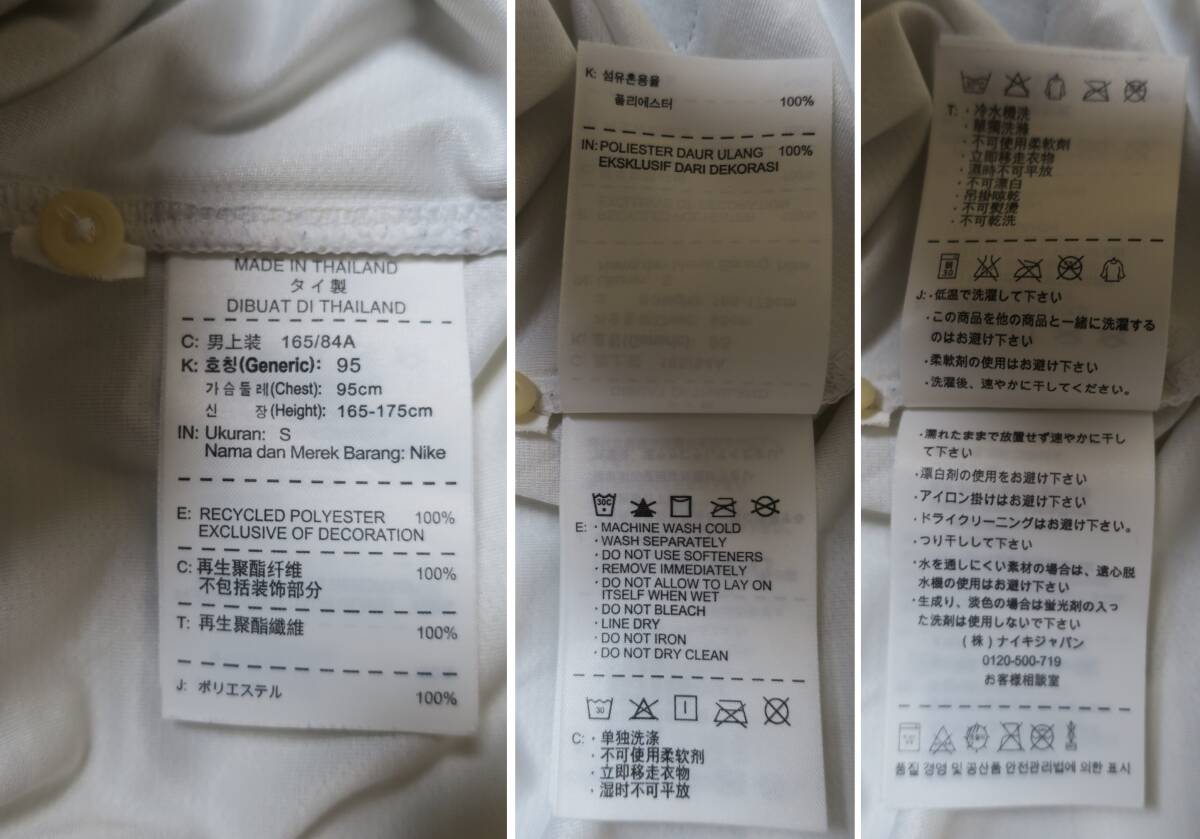 MADE IN THAILAND
タイ製
DIBUAT DI THAILAND
C: 男上装 165/84A
K: 호칭(Generic): 95
가슴둘레(Chest): 95cm
신 장(Height): 165-175cm
IN: Ukuran: S
Nama dan Merek Barang: Nike
E: RECYCLED POLYESTER 100%
EXCLUSIVE OF DECORATION
C: 再生聚酯纤维 100%
不包括装饰部分
T: 再生聚酯纖維 100%
J: ポリエステル 100%
K: 섬유혼용율
폴리에스터 100%
IN: POLIESTER DAUR ULANG 100%
EKSKLUSIF DARI DEKORASI
30C
E: · MACHINE WASH COLD
· WASH SEPARATELY
· DO NOT USE SOFTENERS
· REMOVE IMMEDIATELY
· DO NOT ALLOW TO LAY ON
ITSELF WHEN WET
· DO NOT BLEACH
· LINE DRY
· DO NOT IRON
· DO NOT DRY CLEAN
30
C: · 单独洗涤
· 不可使用柔软剂
· 立即移走衣物
· 湿时不可平放
T: · 冷水機洗
· 單獨洗滌
· 不可使用柔軟劑
· 立即移走衣物
· 濕時不可平放
· 不可漂白
· 吊掛晾乾
· 不可熨燙
· 不可乾洗
弱
30
J: · 低温で洗濯して下さい
· この商品を他の商品と一緒に洗濯する
のはお避け下さい
· 柔軟剤の使用はお避け下さい
· 洗濯後、速やかに干してください。
· 濡れたままで放置せず速やかに干し
て下さい
· 漂白剤の使用をお避け下さい
· アイロン掛けはお避け下さい
· ドライクリーニングはお避け下さい。
· つり干しして下さい
· 水を通しにくい素材の場合は、遠心脱
水機の使用はお避け下さい
· 生成り、淡色の場合は蛍光剤の入っ
た洗剤は使用しないで下さい
(株)ナイキジャパン
0120-500-719
お客様相談室
품질 경영 및 공산품 안전관리법에 의한 표시